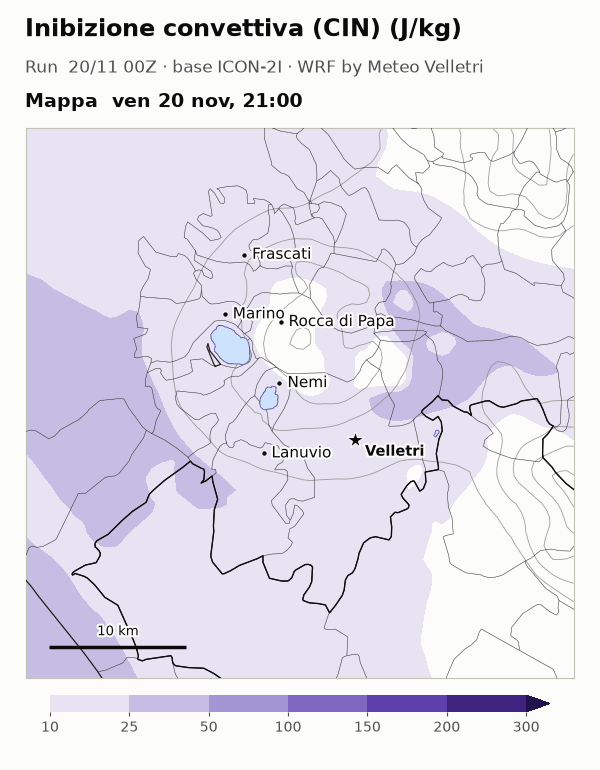 Inibizione convettiva (CIN) (J/kg)
Run  20/11 00Z · base ICON-2I · WRF by Meteo Velletri
Mappa  ven 20 nov, 21:00
Frascati
Marino
Rocca di Papa
Nemi
Velletri
Lanuvio
10 km
10 25 50 100 150 200 300